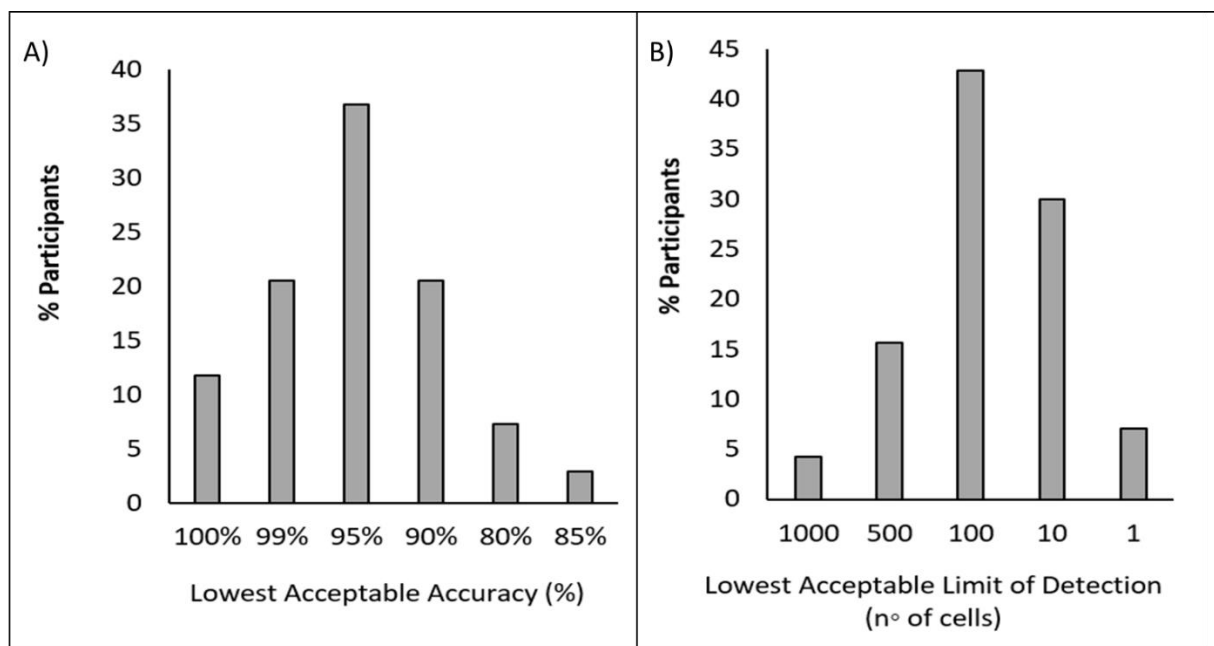 A)
% Participants
40
35
30
25
20
15
10
5
0
100% 99% 95% 90% 80% 85%
Lowest Acceptable Accuracy (%)
B)
% Participants
45
40
35
30
25
20
15
10
5
0
1000 500 100 10 1
Lowest Acceptable Limit of Detection
(n◦ of cells)